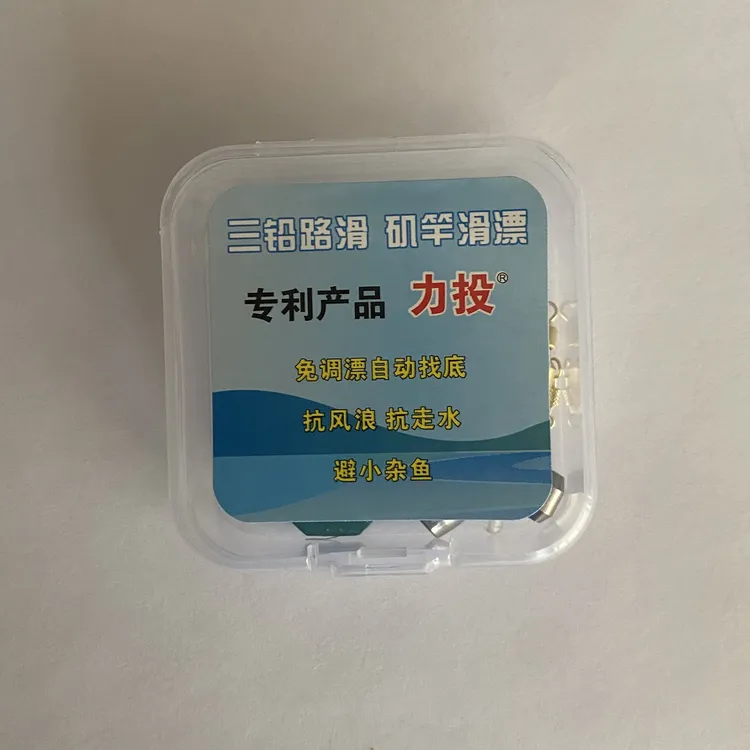 三铅路滑 矶竿滑漂
专利产品 力投®
免调漂自动找底
抗风浪 抗走水
避小杂鱼